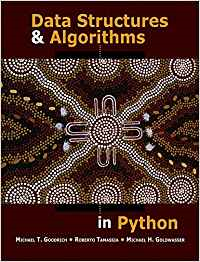 Data Structures
& Algorithms
in Python
MICHAEL T. GOODRICH • ROBERTO TAMASSIA • MICHAEL H. GOLDWASSER